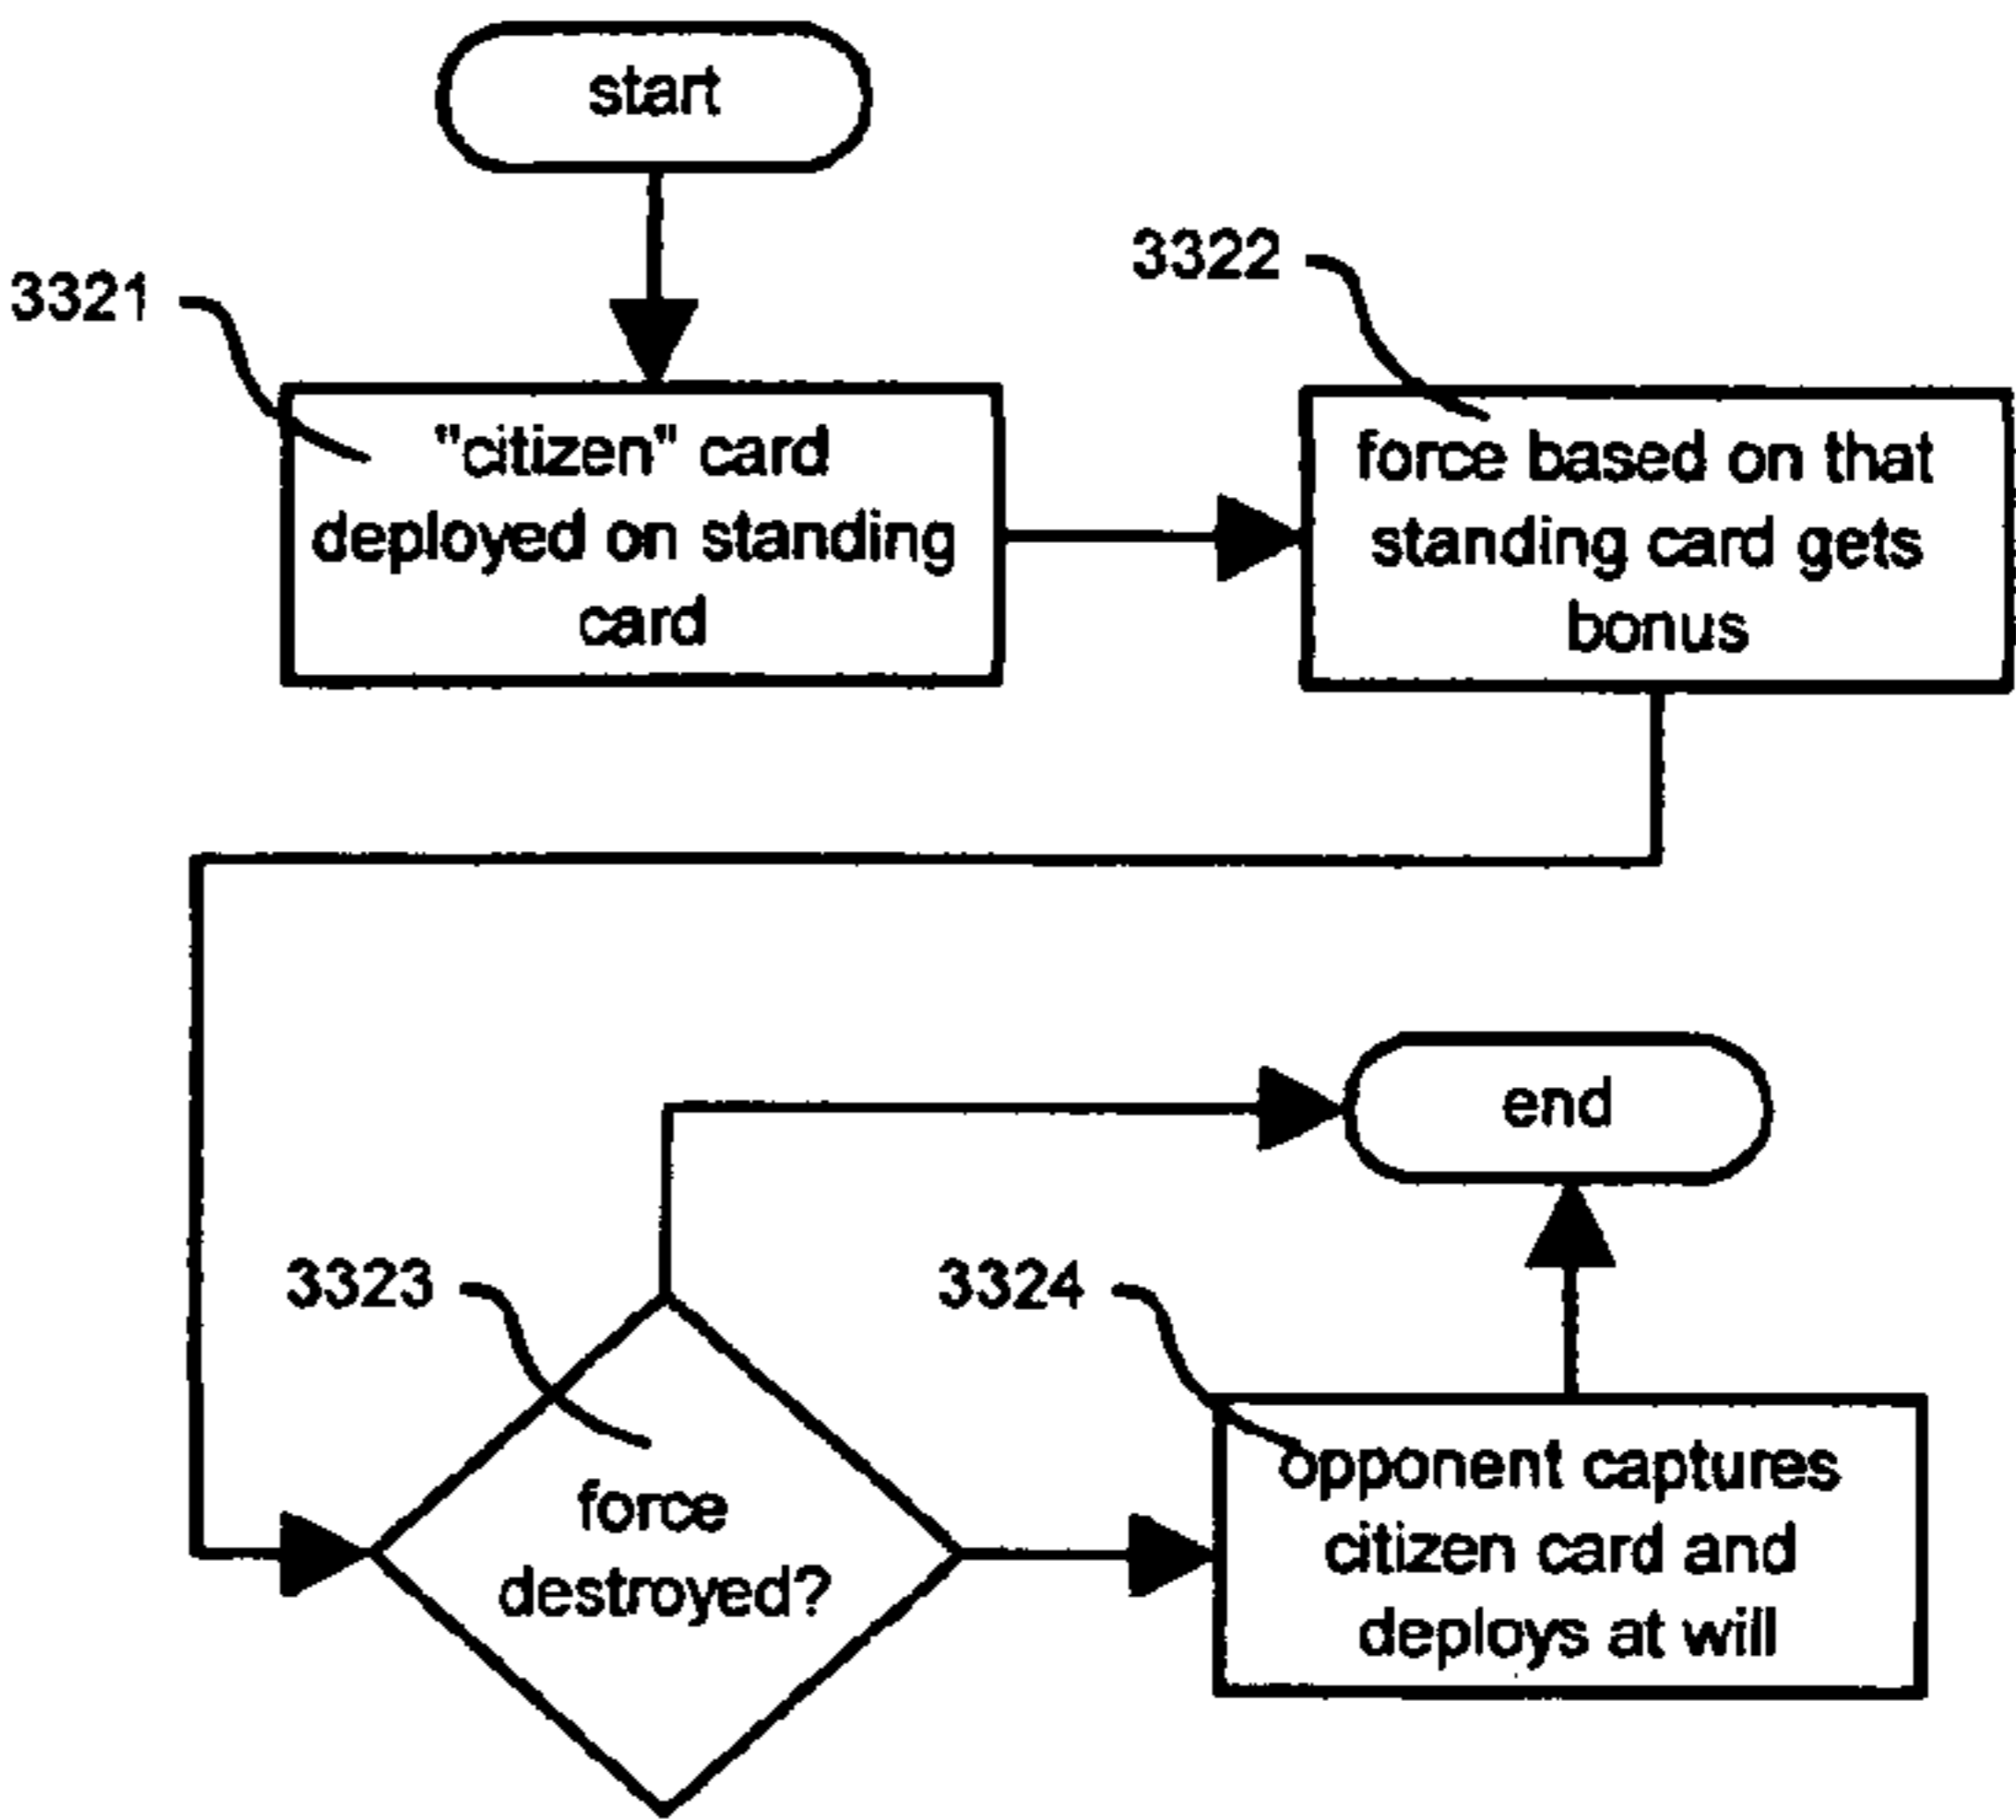 start
3321
3322
"citizen" card
deployed on standing
card
force based on that
standing card gets
bonus
end
3323
3324
force
destroyed?
opponent captures
citizen card and
deploys at will